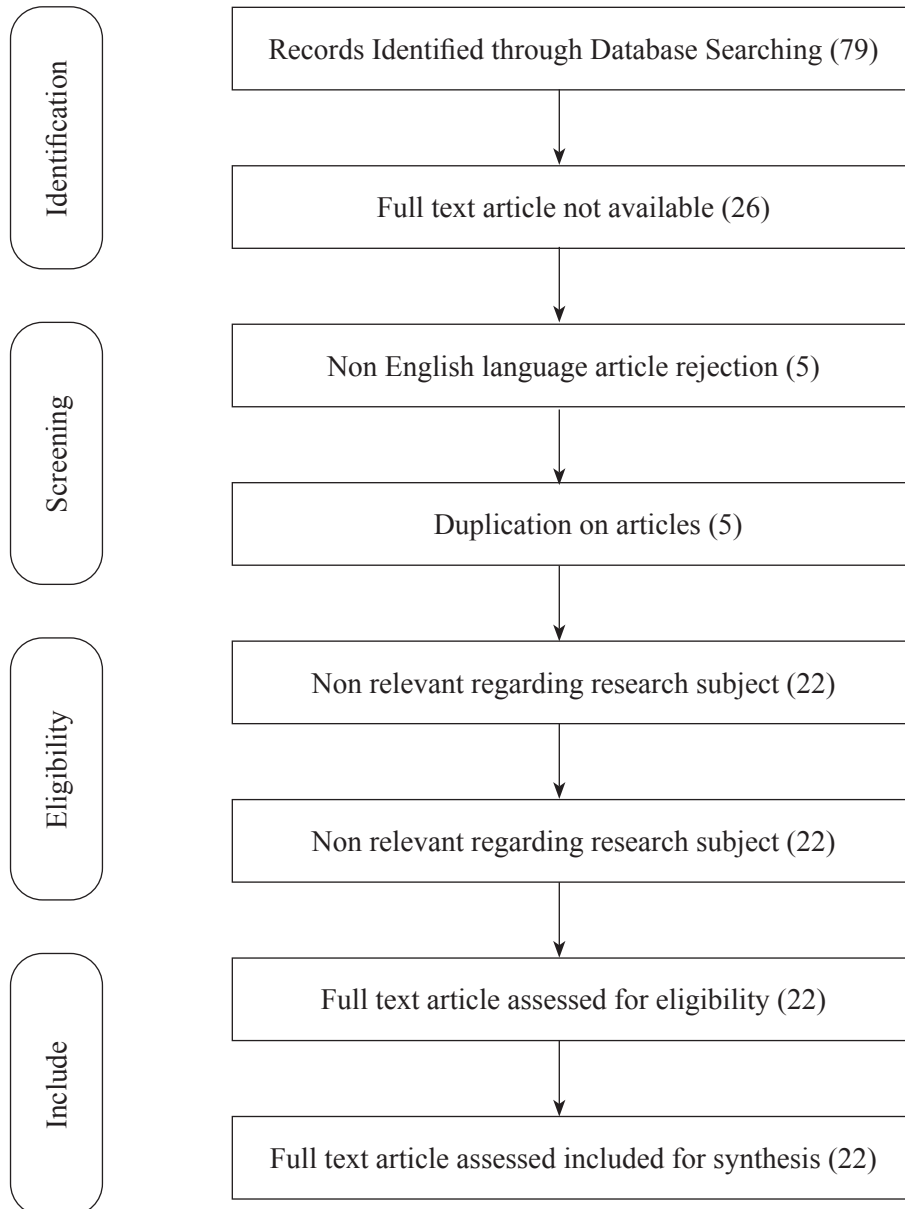 Identification
Records Identified through Database Searching (79)
Full text article not available (26)
Screening
Non English language article rejection (5)
Duplication on articles (5)
Eligibility
Non relevant regarding research subject (22)
Non relevant regarding research subject (22)
Include
Full text article assessed for eligibility (22)
Full text article assessed included for synthesis (22)